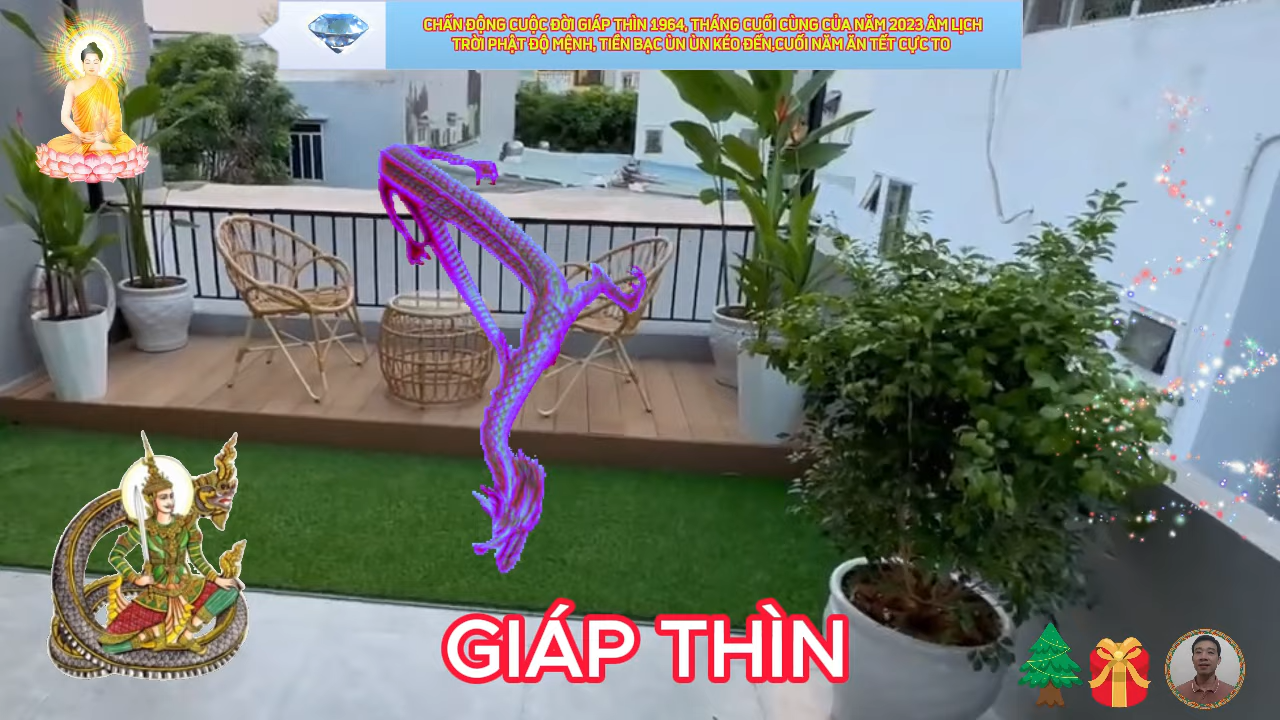 CHẤN ĐỘNG CUỘC ĐỜI GIÁP THÌN 1964, THÁNG CUỐI CÙNG CỦA NĂM 2023 ÂM LỊCH
TRỜI PHẬT ĐỘ MỆNH, TIỀN BẠC ÙN ÙN KÉO ĐẾN,CUỐI NĂM ĂN TẾT CỰC TO
GIÁP THÌN